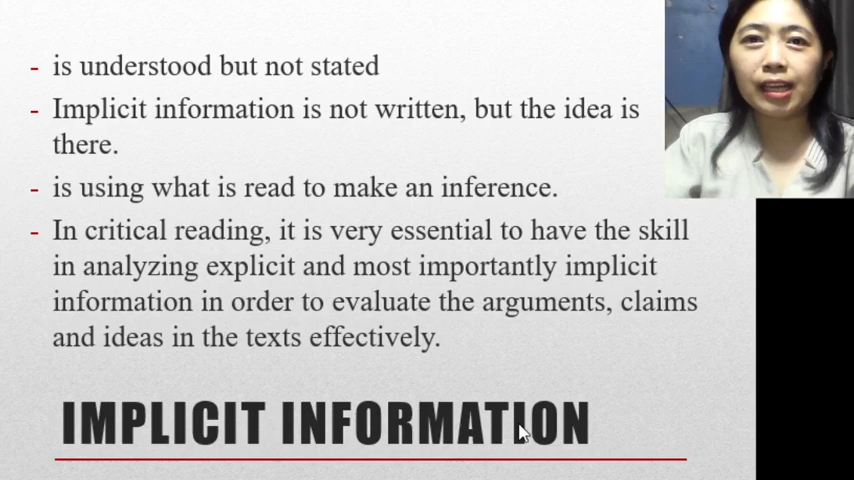 - is understood but not stated
- Implicit information is not written, but the idea is
there.
- is using what is read to make an inference.
- In critical reading, it is very essential to have the skill
in analyzing explicit and most importantly implicit
information in order to evaluate the arguments, claims
and ideas in the texts effectively.
IMPLICIT INFORMATION